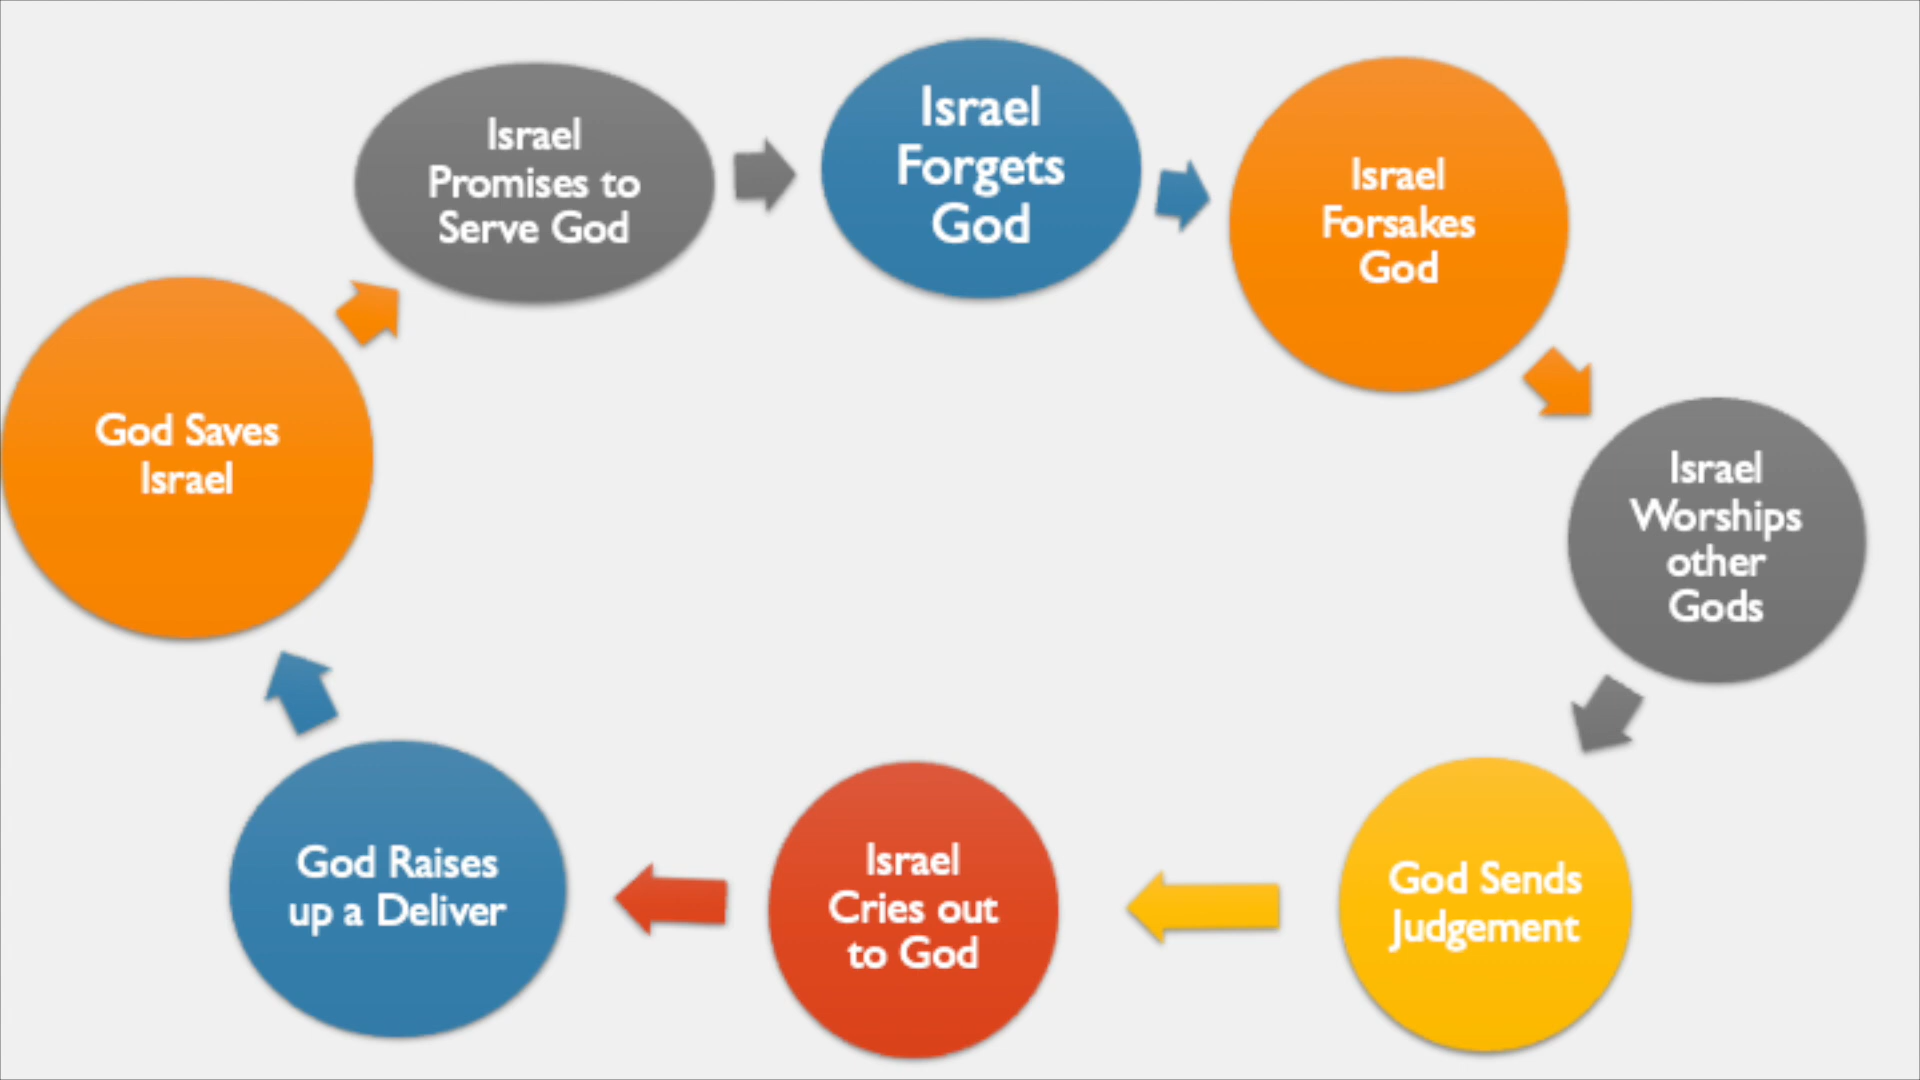 Israel
Promises to
Serve God
Israel
Forgets
God
Israel
Forsakes
God
Israel
Worships
other
Gods
God Sends
Judgement
Israel
Cries out
to God
God Raises
up a Deliver
God Saves
Israel